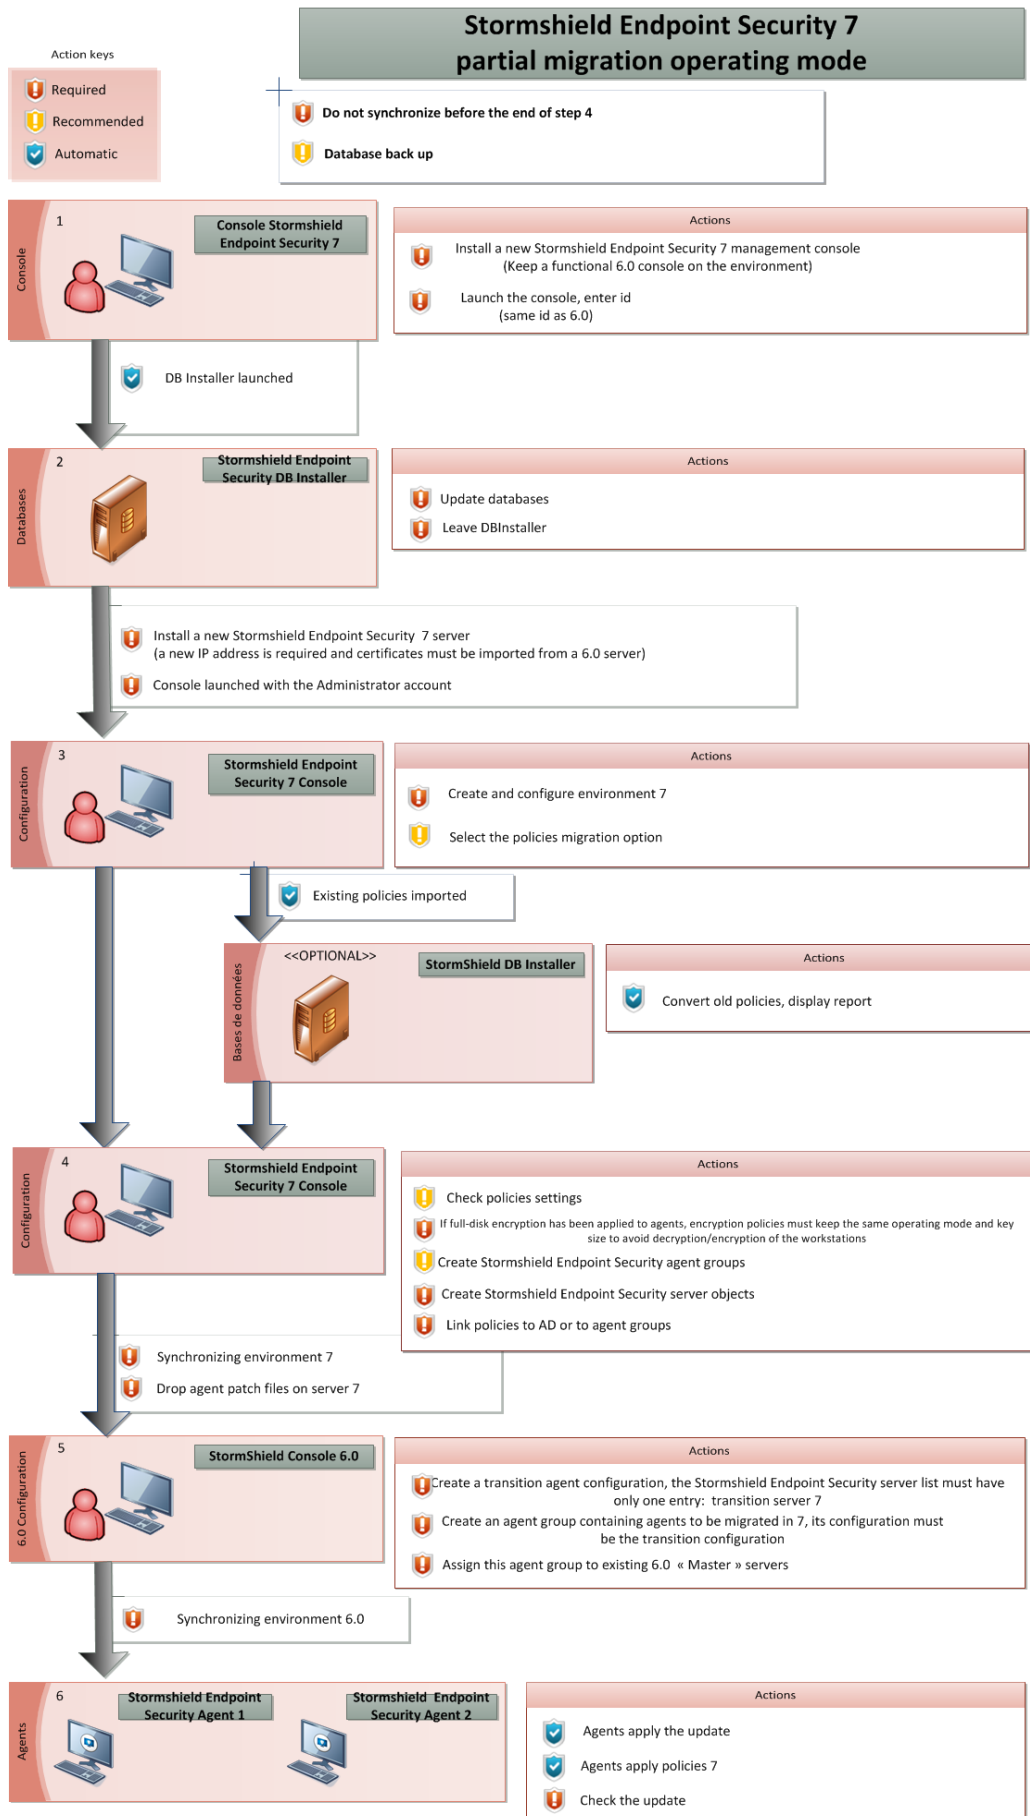 Stormshield Endpoint Security 7
partial migration operating mode
Action keys
Required
Recommended
Automatic
Do not synchronize before the end of step 4
Database back up
Console
1
Console Stormshield
Endpoint Security 7
Actions
Install a new Stormshield Endpoint Security 7 management console
(Keep a functional 6.0 console on the environment)
Launch the console, enter id
(same id as 6.0)
DB Installer launched
Databases
2
Stormshield Endpoint
Security DB Installer
Actions
Update databases
Leave DBInstaller
Install a new Stormshield Endpoint Security 7 server
(a new IP address is required and certificates must be imported from a 6.0 server)
Console launched with the Administrator account
Configuration
3
Stormshield Endpoint
Security 7 Console
Actions
Create and configure environment 7
Select the policies migration option
Existing policies imported
Bases de données
<<OPTIONAL>>
StormShield DB Installer
Actions
Convert old policies, display report
Configuration
4
Stormshield Endpoint
Security 7 Console
Actions
Check policies settings
If full-disk encryption has been applied to agents, encryption policies must keep the same operating mode and key
size to avoid decryption/encryption of the workstations
Create Stormshield Endpoint Security agent groups
Create Stormshield Endpoint Security server objects
Link policies to AD or to agent groups
Synchronizing environment 7
Drop agent patch files on server 7
6.0 Configuration
5
StormShield Console 6.0
Actions
Create a transition agent configuration, the Stormshield Endpoint Security server list must have
only one entry: transition server 7
Create an agent group containing agents to be migrated in 7, its configuration must
be the transition configuration
Assign this agent group to existing 6.0 « Master » servers
Synchronizing environment 6.0
Agents
6
Stormshield Endpoint
Security Agent 1
Stormshield Endpoint
Security Agent 2
Actions
Agents apply the update
Agents apply policies 7
Check the update